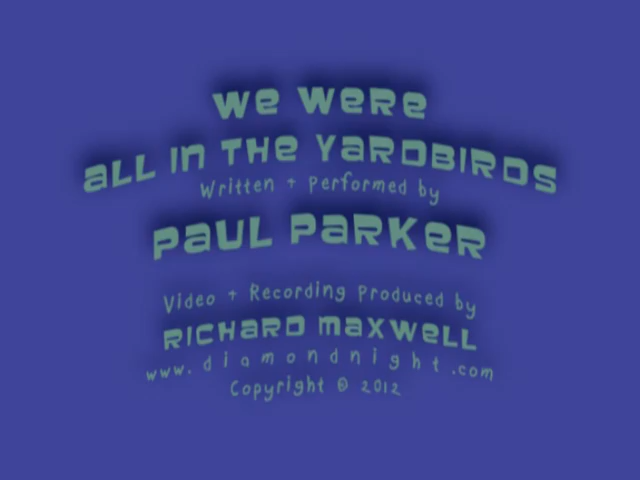 We Were
all in the Yardbirds
Written + Performed by
Paul Parker
Video + Recording Produced by
Richard Maxwell
www.diamondnight.com
Copyright © 2012